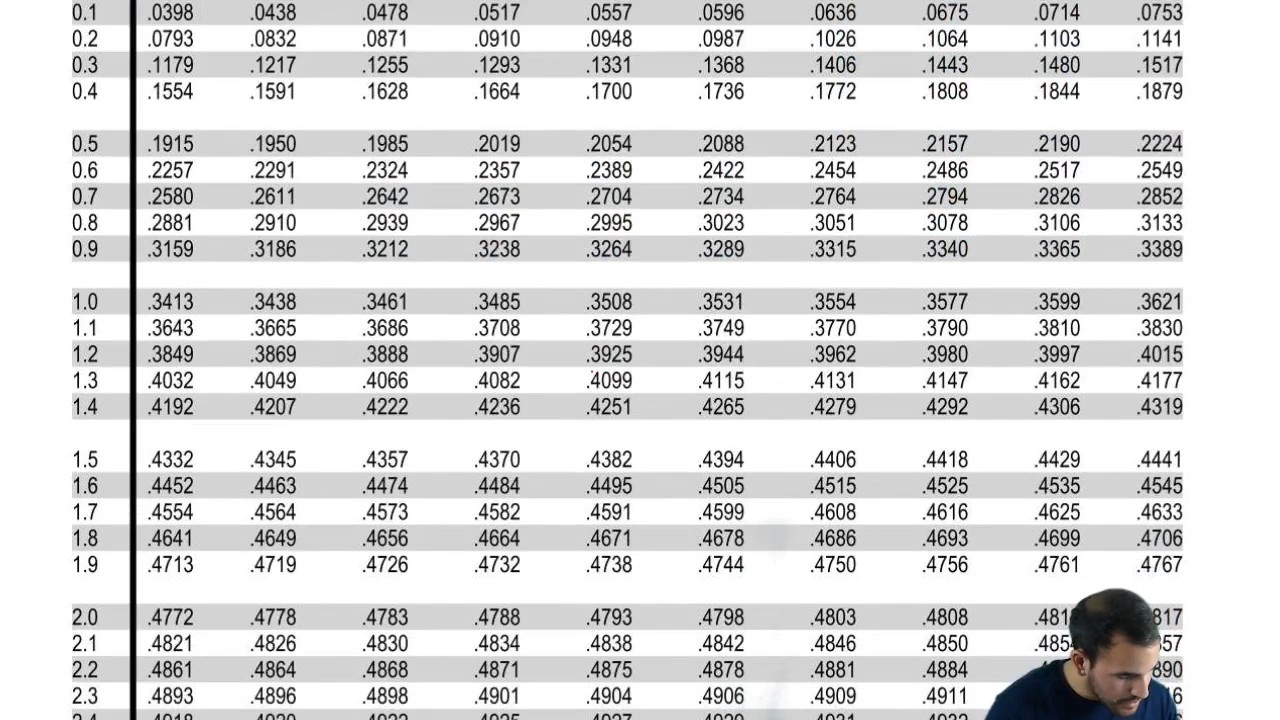 0.1 .0398 .0438 .0478 .0517 .0557 .0596 .0636 .0675 .0714 .0753
0.2 .0793 .0832 .0871 .0910 .0948 .0987 .1026 .1064 .1103 .1141
0.3 .1179 .1217 .1255 .1293 .1331 .1368 .1406 .1443 .1480 .1517
0.4 .1554 .1591 .1628 .1664 .1700 .1736 .1772 .1808 .1844 .1879
0.5 .1915 .1950 .1985 .2019 .2054 .2088 .2123 .2157 .2190 .2224
0.6 .2257 .2291 .2324 .2357 .2389 .2422 .2454 .2486 .2517 .2549
0.7 .2580 .2611 .2642 .2673 .2704 .2734 .2764 .2794 .2826 .2852
0.8 .2881 .2910 .2939 .2967 .2995 .3023 .3051 .3078 .3106 .3133
0.9 .3159 .3186 .3212 .3238 .3264 .3289 .3315 .3340 .3365 .3389
1.0 .3413 .3438 .3461 .3485 .3508 .3531 .3554 .3577 .3599 .3621
1.1 .3643 .3665 .3686 .3708 .3729 .3749 .3770 .3790 .3810 .3830
1.2 .3849 .3869 .3888 .3907 .3925 .3944 .3962 .3980 .3997 .4015
1.3 .4032 .4049 .4066 .4082 .4099 .4115 .4131 .4147 .4162 .4177
1.4 .4192 .4207 .4222 .4236 .4251 .4265 .4279 .4292 .4306 .4319
1.5 .4332 .4345 .4357 .4370 .4382 .4394 .4406 .4418 .4429 .4441
1.6 .4452 .4463 .4474 .4484 .4495 .4505 .4515 .4525 .4535 .4545
1.7 .4554 .4564 .4573 .4582 .4591 .4599 .4608 .4616 .4625 .4633
1.8 .4641 .4649 .4656 .4664 .4671 .4678 .4686 .4693 .4699 .4706
1.9 .4713 .4719 .4726 .4732 .4738 .4744 .4750 .4756 .4761 .4767
2.0 .4772 .4778 .4783 .4788 .4793 .4798 .4803 .4808
2.1 .4821 .4826 .4830 .4834 .4838 .4842 .4846 .4850
2.2 .4861 .4864 .4868 .4871 .4875 .4878 .4881 .4884
2.3 .4893 .4896 .4898 .4901 .4904 .4906 .4909 .4911